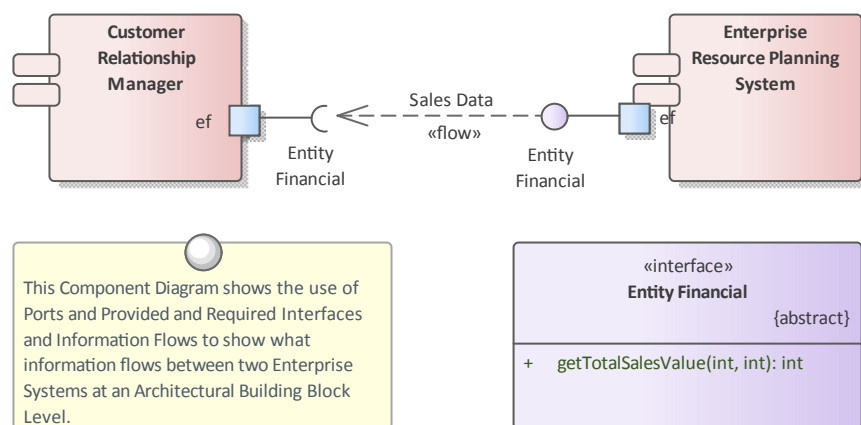 Customer
Relationship
Manager
ef
Entity
Financial
Sales Data
«flow»
Entity
Financial
ef
Enterprise
Resource Planning
System
This Component Diagram shows the use of
Ports and Provided and Required Interfaces
and Information Flows to show what
information flows between two Enterprise
Systems at an Architectural Building Block
Level.
«interface»
Entity Financial
{abstract}
+ getTotalSalesValue(int, int): int